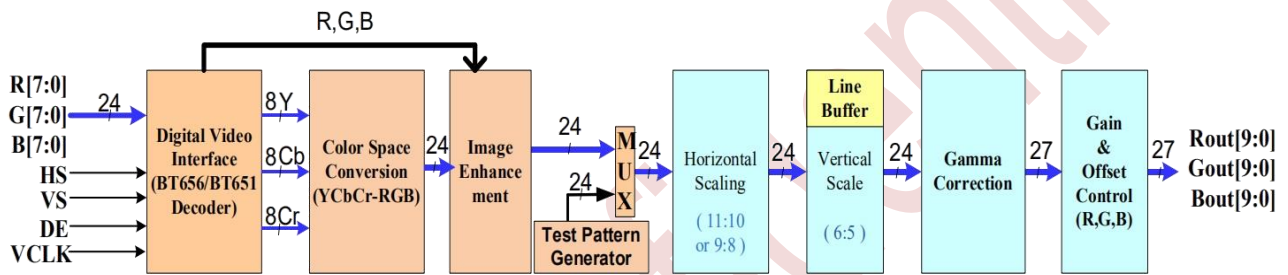 R,G,B
R[7:0]
G[7:0]
B[7:0]
HS
VS
DE
VCLK
24
Digital Video
Interface
(BT656/BT651
Decoder)
8Y
8Cb
8Cr
Color Space
Conversion
(YCbCr-RGB)
24
Image
Enhance
ment
24
24
Test Pattern
Generator
M
U
X
24
Horizontal
Scaling
( 11:10
or 9:8 )
24
Line
Buffer
Vertical
Scale
( 6:5 )
24
Gamma
Correction
27
Gain
&
Offset
Control
(R,G,B)
27
Rout[9:0]
Gout[9:0]
Bout[9:0]